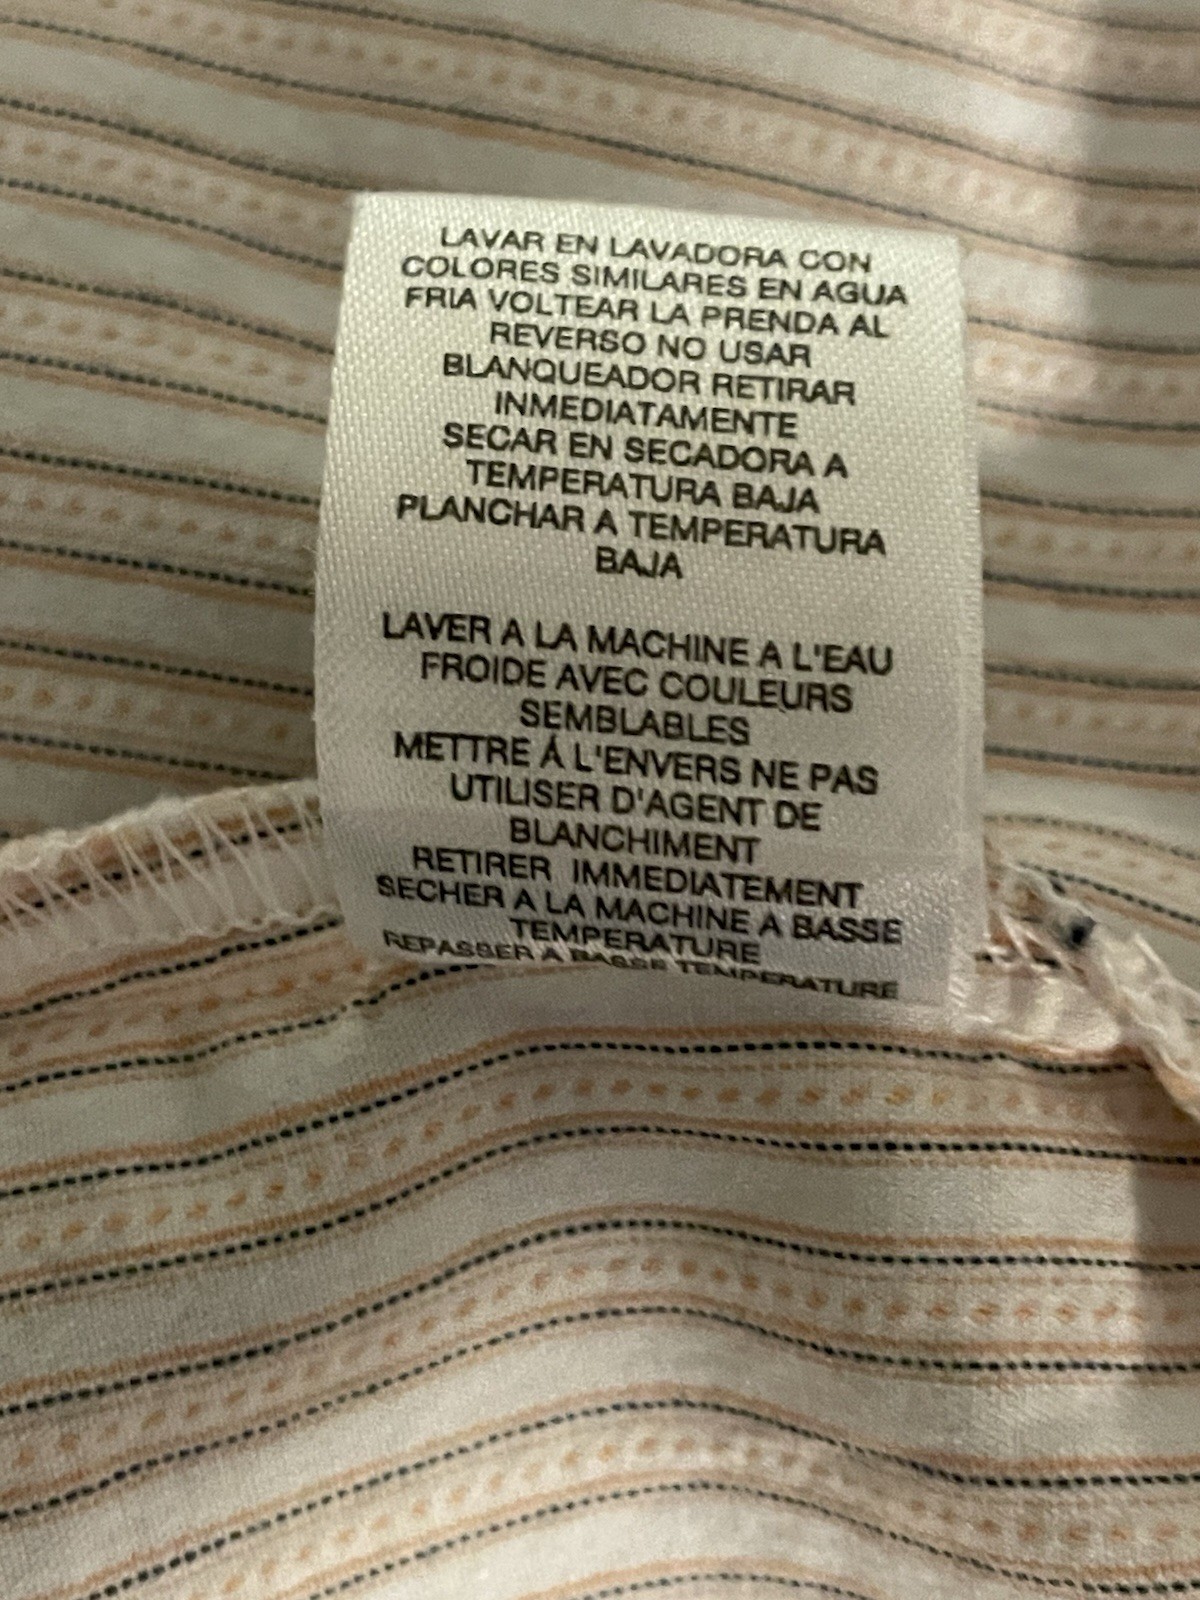 LAVAR EN LAVADORA CON
COLORES SIMILARES EN AGUA
FRIA VOLTEAR LA PRENDA AL
REVERSO NO USAR
BLANQUEADOR RETIRAR
INMEDIATAMENTE
SECAR EN SECADORA A
TEMPERATURA BAJA
PLANCHAR A TEMPERATURA
BAJA
LAVER A LA MACHINE A L'EAU
FROIDE AVEC COULEURS
SEMBLABLES
METTRE Á L'ENVERS NE PAS
UTILISER D'AGENT DE
BLANCHIMENT
RETIRER IMMEDIATEMENT
SECHER A LA MACHINE A BASSE
TEMPERATURE
REPASSER A BASSE TEMPERATURE